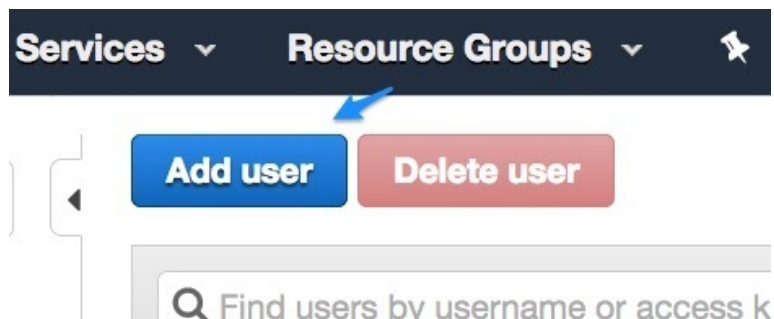 Services Resource Groups
Add user Delete user
Find users by username or access k